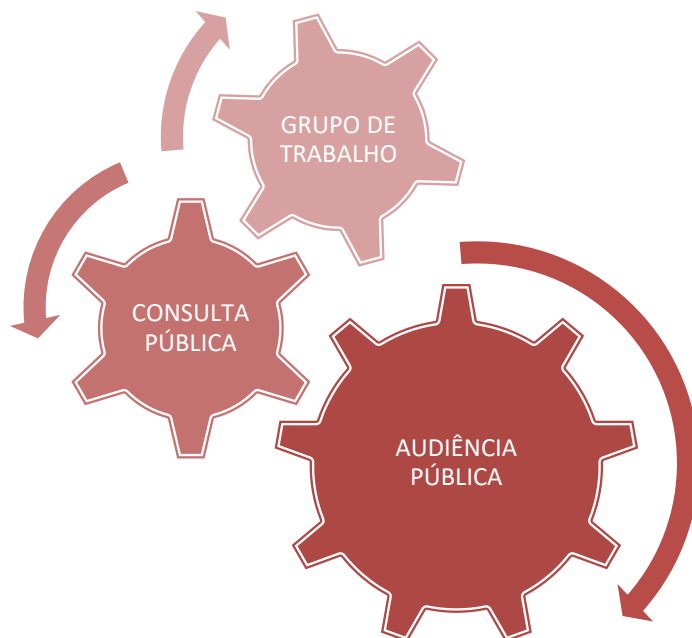 GRUPO DE
TRABALHO
CONSULTA
PÚBLICA
AUDIÊNCIA
PÚBLICA